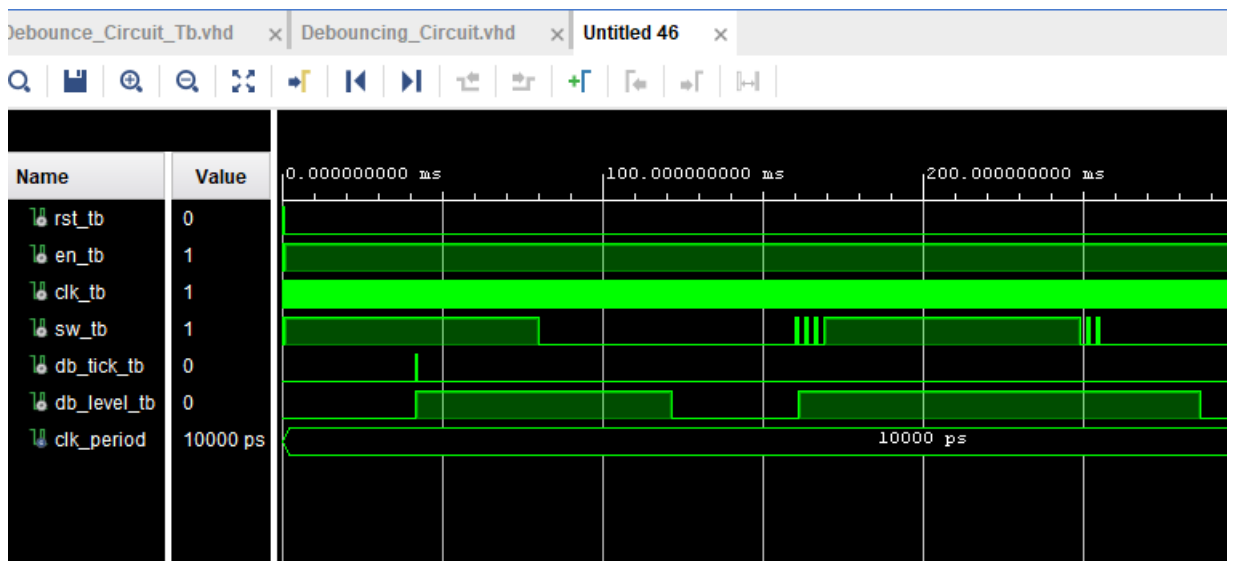 Debounce_Circuit_Tb.vhd × Debouncing_Circuit.vhd × Untitled 46 ×
Name Value 0.000000000 ms 100.000000000 ms 200.000000000 ms
rst_tb 0
en_tb 1
clk_tb 1
sw_tb 1
db_tick_tb 0
db_level_tb 0
clk_period 10000 ps 10000 ps